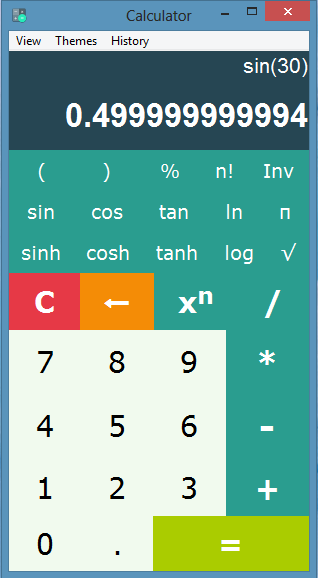 Calculator
View Themes History
sin(30)
0.499999999994
( ) % n! Inv
sin cos tan ln π
sinh cosh tanh log √
C ← xⁿ /
7 8 9 *
4 5 6 -
1 2 3 +
0 . =